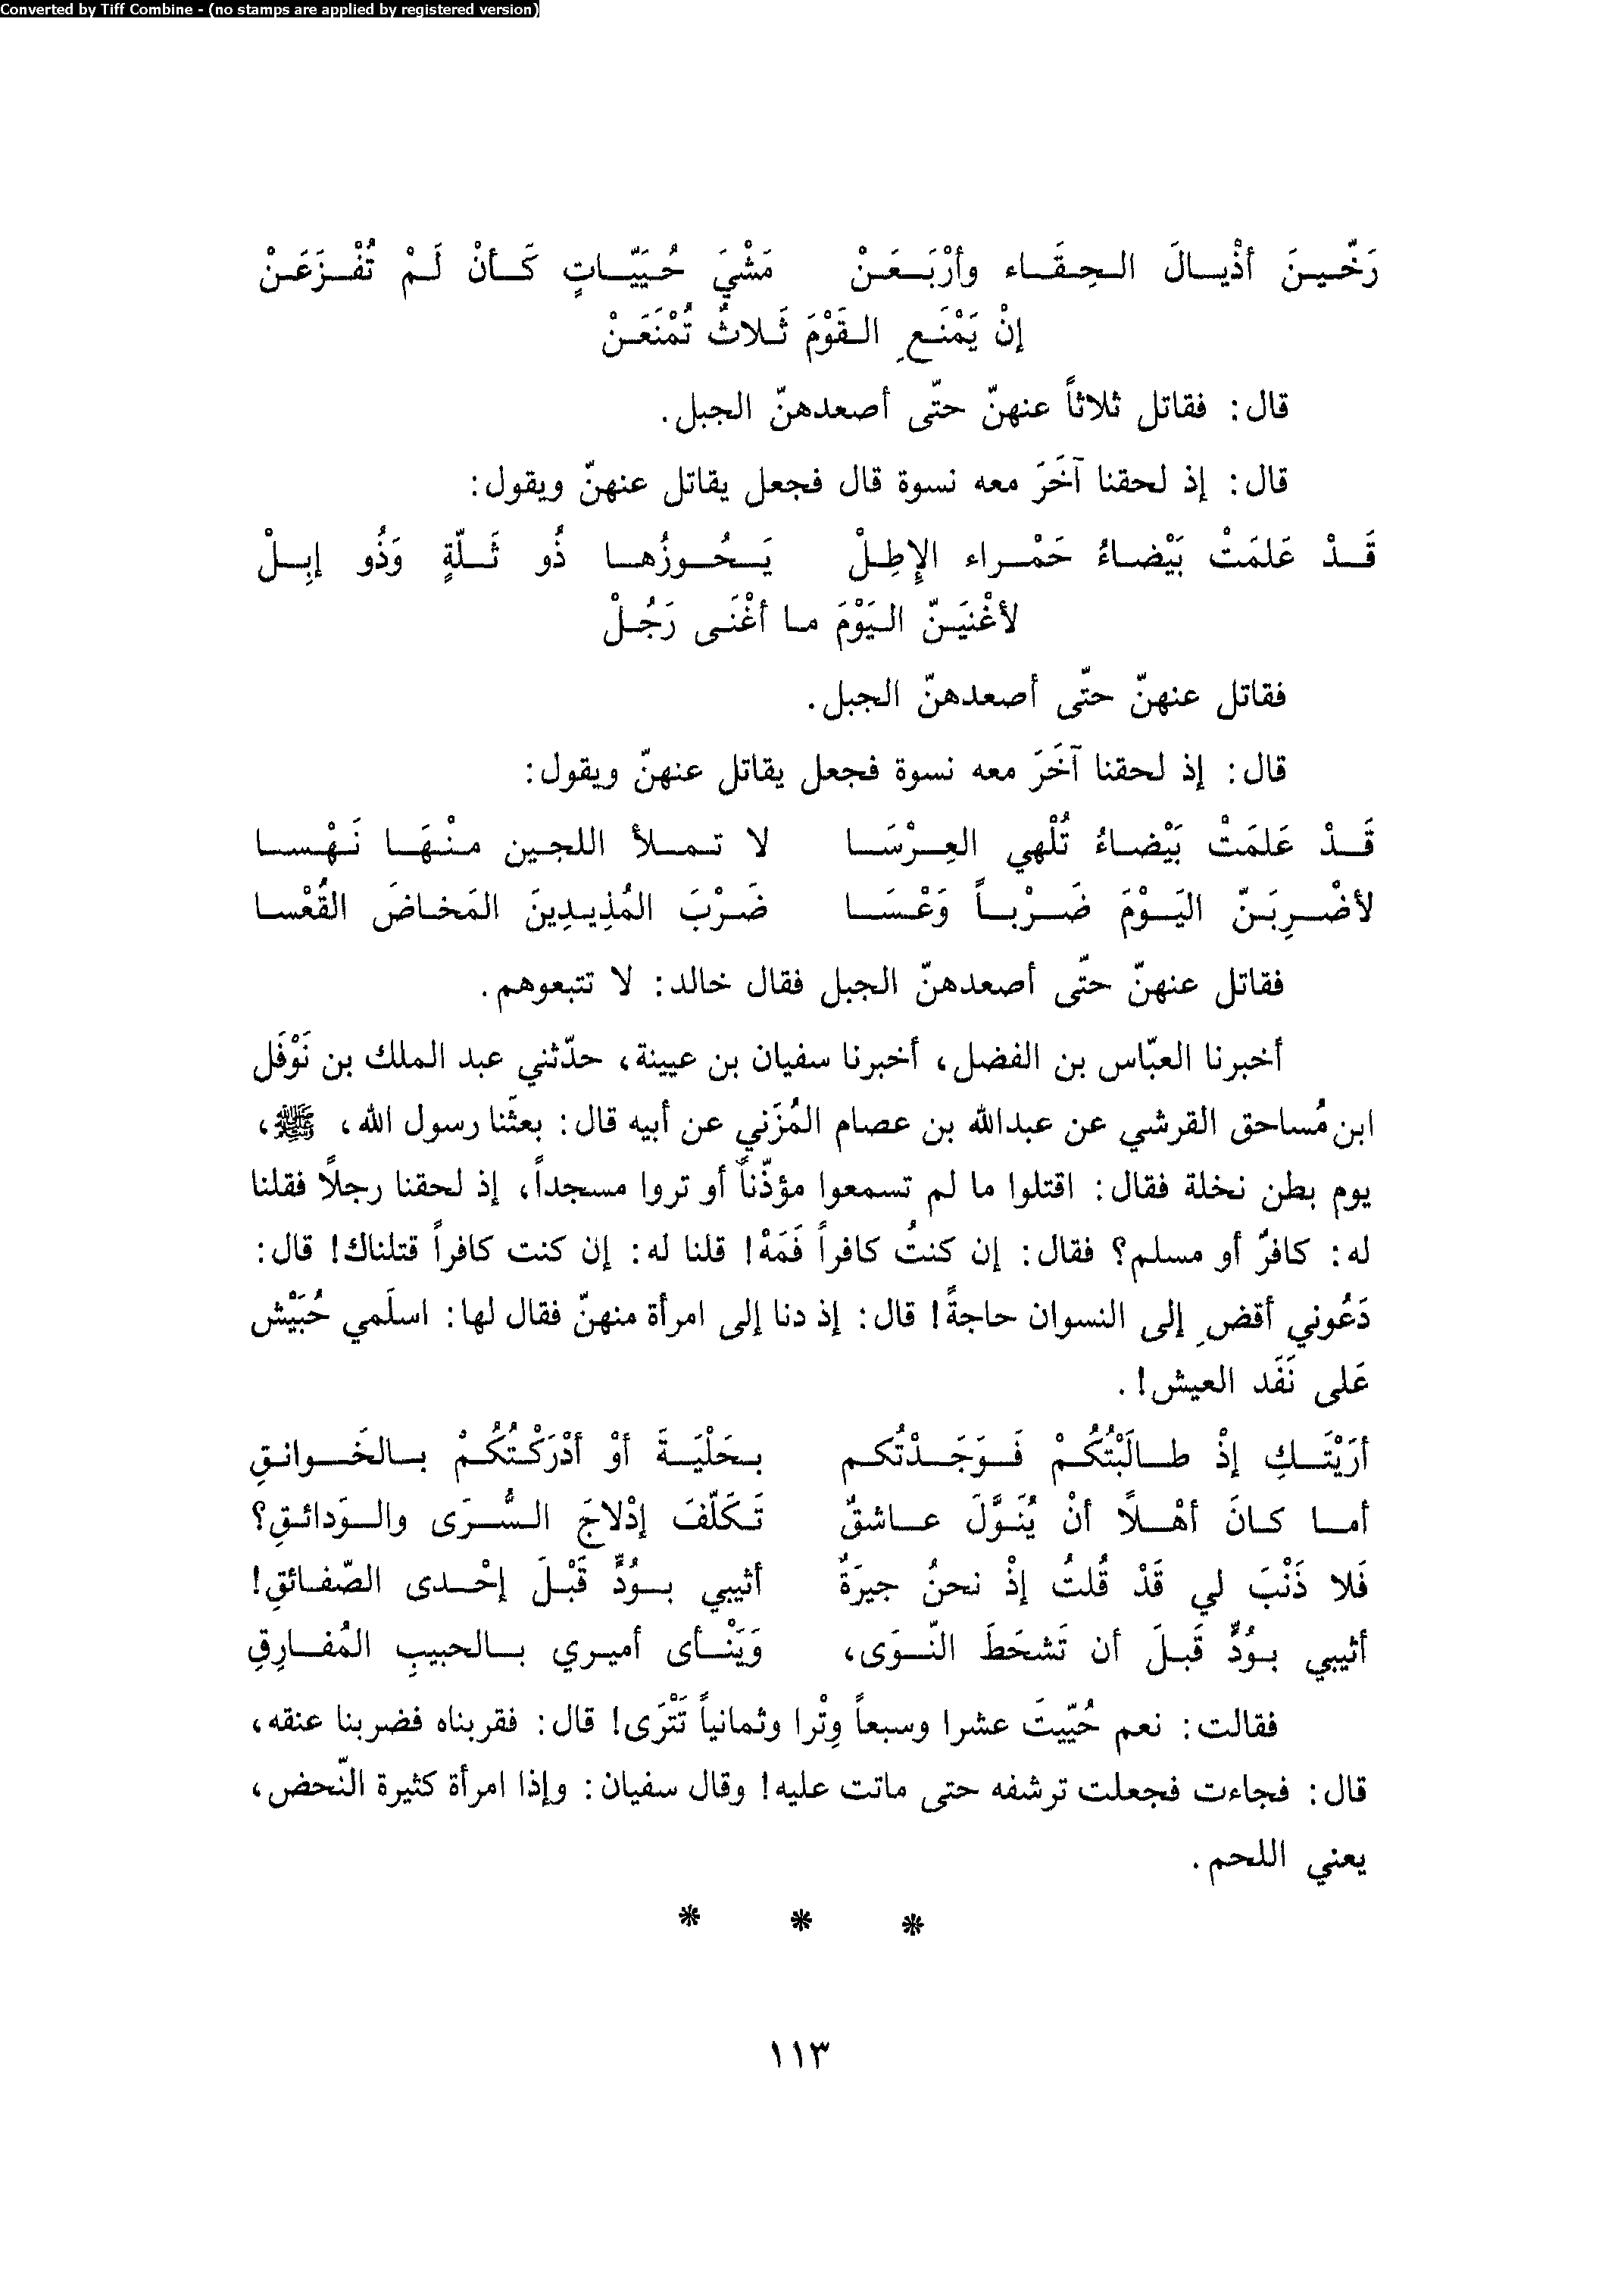 Converted by Tiff Combine - (no stamps are applied by registered version)
رَخّينَ أذْيالَ الحِقَاء وأرْبَعَنْ مَشْيَ حُيَيّاتٍ كَأنْ لَمْ تُفْزَعَنْ
إنْ يَمْنَعِ القَوْمَ ثَلاثٌ تُمْنَعَنْ
قال: فقاتل ثلاثاً عنهنّ حتّى أصعدهنّ الجبل.
قال: إذ لحقنا آخَرَ معه نسوة قال فجعل يقاتل عنهنّ ويقول:
قَدْ عَلمَتْ بَيْضاءُ حَمْراء الإطِلْ يَحُوزُها ذُو ثَلّةٍ وَذُو إبِلْ
لأغْنيَنّ اليَوْمَ ما أغْنَى رَجُلْ
فقاتل عنهنّ حتّى أصعدهنّ الجبل.
قال: إذ لحقنا آخَرَ معه نسوة فجعل يقاتل عنهنّ ويقول:
قَدْ عَلمَتْ بَيْضاءُ تُلْهي العِرْسَا لا تملأ اللجين منْهَا نَهْسا
لأضْرِبَنّ اليَوْمَ ضَرْباً وَعْسَا ضَرْبَ المُذِيدِينَ المَخاضَ القُعْسا
فقاتل عنهنّ حتّى أصعدهنّ الجبل فقال خالد: لا تتبعوهم.
أخبرنا العبّاس بن الفضل، أخبرنا سفيان بن عيينة، حدّثني عبد الملك بن نَوْفَل
ابن مُساحق القرشي عن عبدالله بن عصام المُزَني عن أبيه قال: بعثَنا رسول الله، ﷺ،
يوم بطن نخلة فقال: اقتلوا ما لم تسمعوا مؤذّناً أو تروا مسجداً، إذ لحقنا رجلًا فقلنا
له: كافرٌ أو مسلم؟ فقال: إن كنتُ كافراً فَمَهْ! قلنا له: إن كنت كافراً قتلناك! قال:
دَعُوني أقضِ إلى النسوان حاجةً! قال: إذ دنا إلى امرأة منهنّ فقال لها: اسلَمي حُبَيْش
عَلى نَفَد العيش!.
أرَيْتَكِ إذْ طالَبْتُكُمْ فَوَجَدْتُكم بحَلْيَةَ أوْ أدْرَكْتُكُمْ بالخَوانقِ
أما كانَ أهْلًا أنْ يُنَوَّلَ عاشقٌ تَكَلّفَ إدْلاجَ السُّرَى والوَدائقِ؟
فَلا ذَنْبَ لي قَدْ قُلتُ إذْ نحنُ جيرَةٌ أثيبي بوُدٍّ قَبْلَ إحْدى الصّفائقِ!
أثيبي بوُدٍّ قَبلَ أن تَشحَطَ النّوَى، وَيَنْأى أميري بالحبيبِ المُفارِقِ
فقالت: نعم حُيّيتَ عشرا وسبعاً وِتْرا وثمانياً تَتْرَى! قال: فقربناه فضربنا عنقه،
قال: فجاءت فجعلت ترشفه حتى ماتت عليه! وقال سفيان: وإذا امرأة كثيرة النّحض،
يعني اللحم.
* * *
١١٣